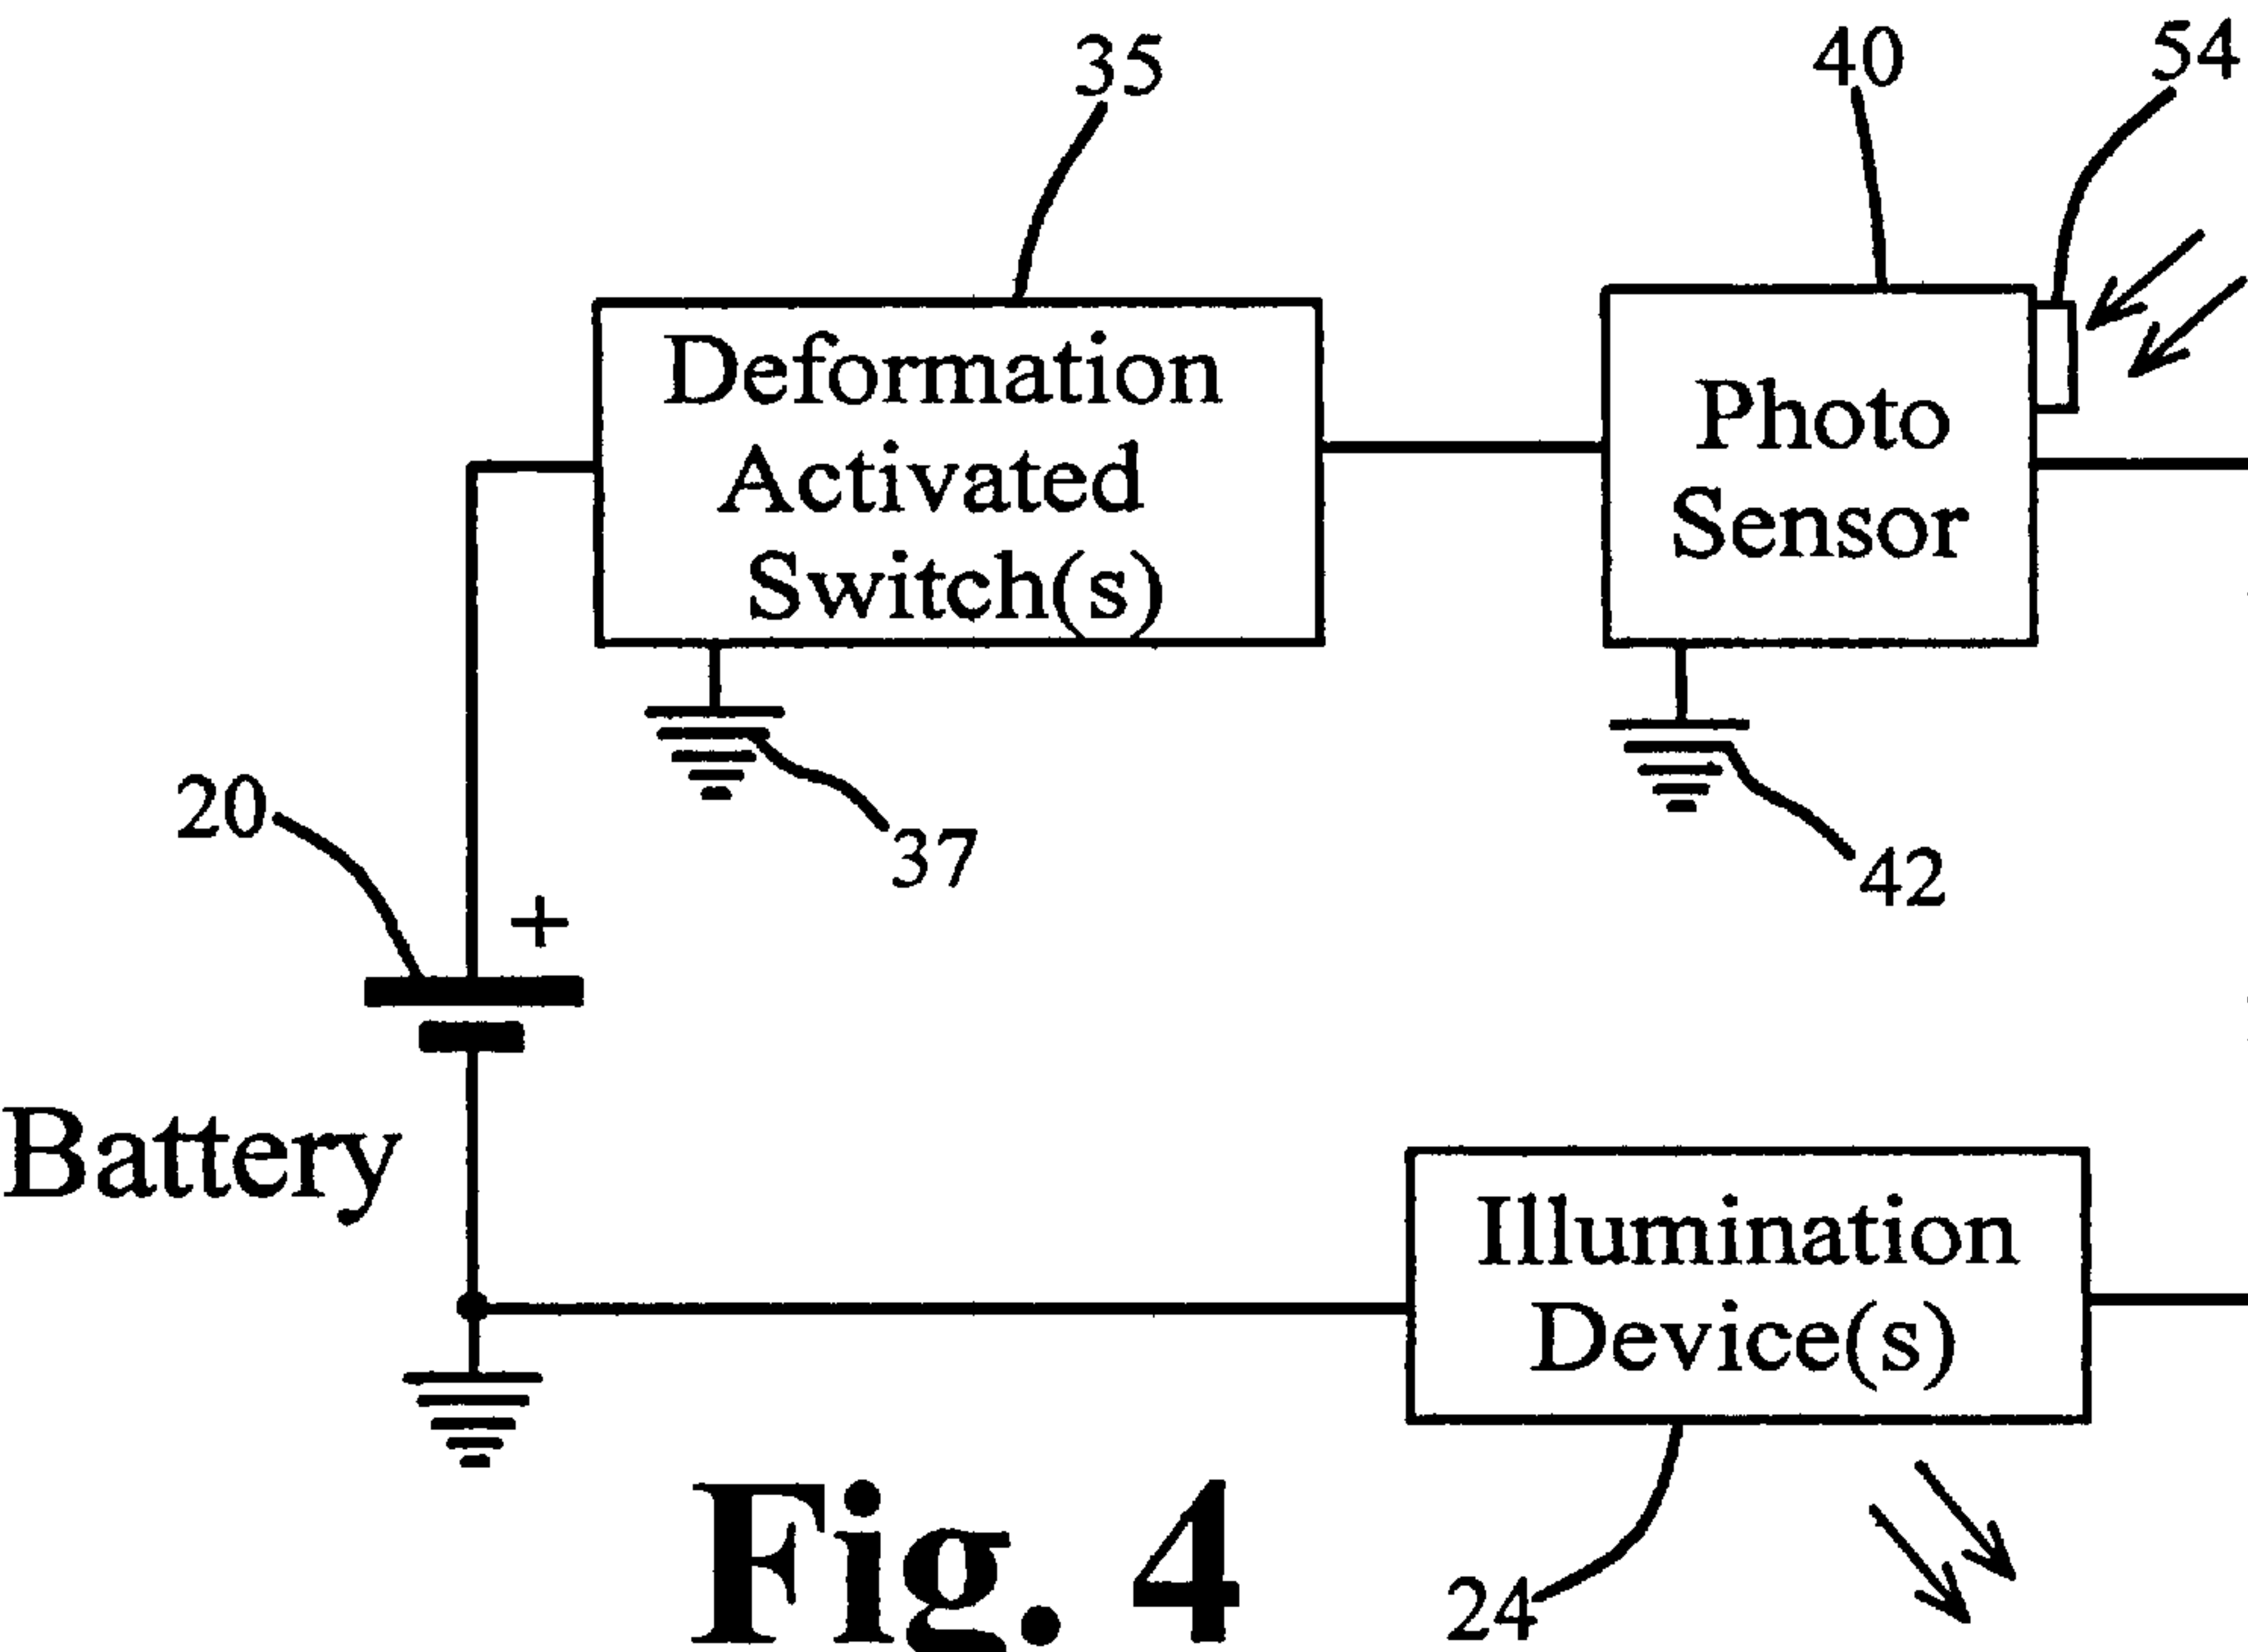 35
40
54
Deformation
Activated
Switch(s)
Photo
Sensor
37
42
20
+
Battery
Illumination
Device(s)
24
Fig. 4